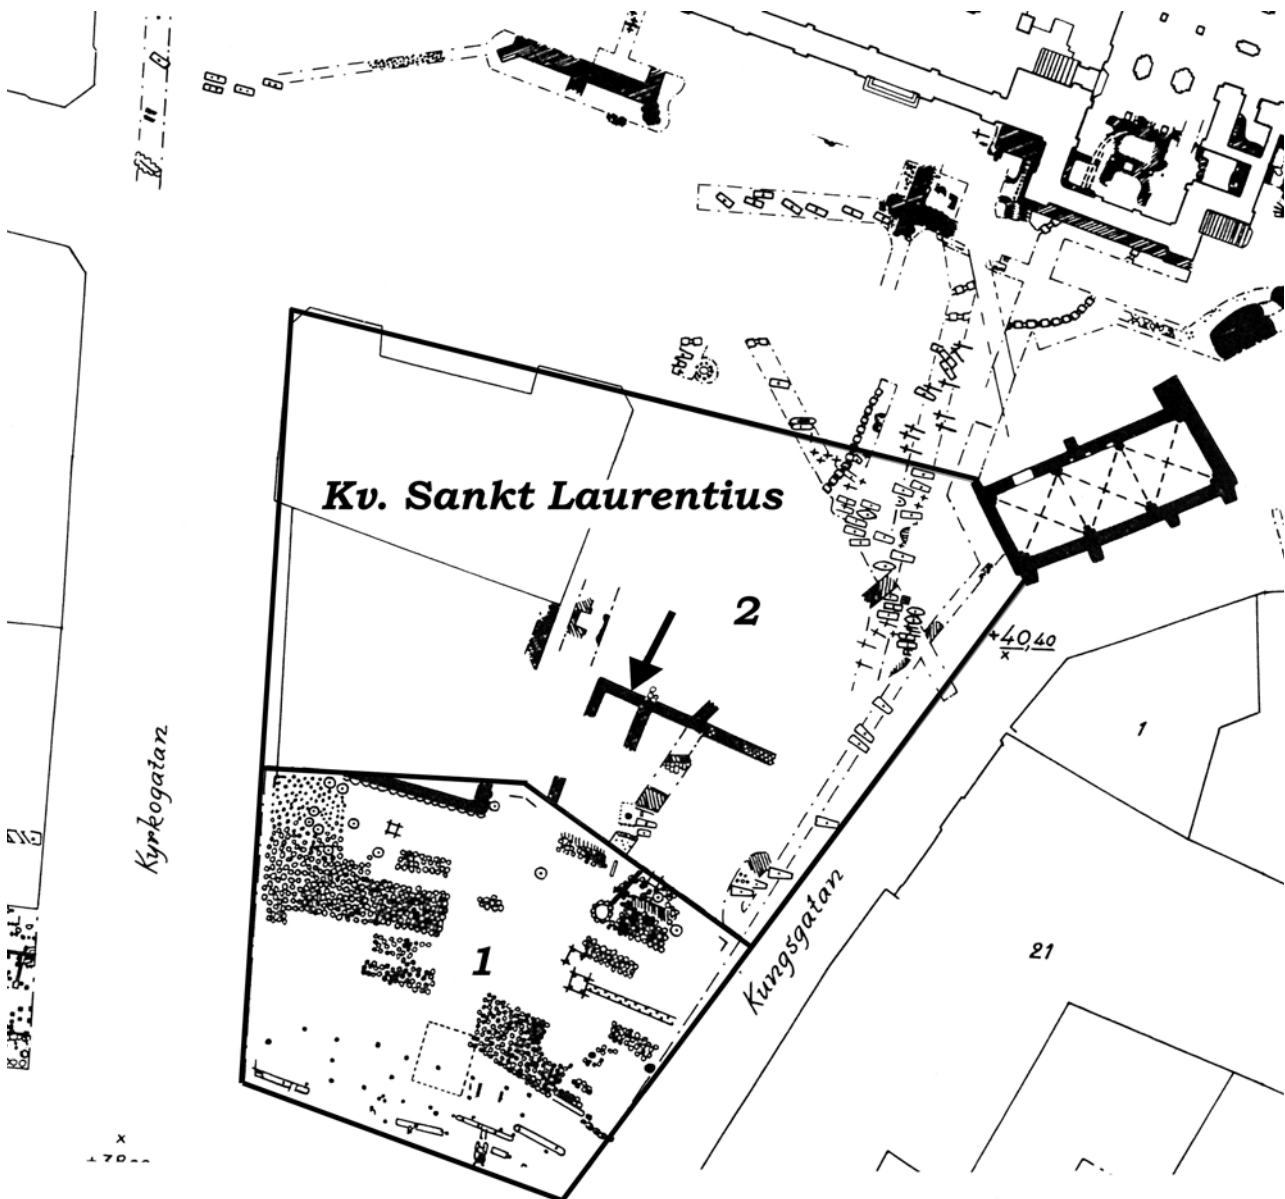 Kv. Sankt Laurentius
2
+40,40
x
1
Kyrkogatan
1
Kungsgatan
21
x